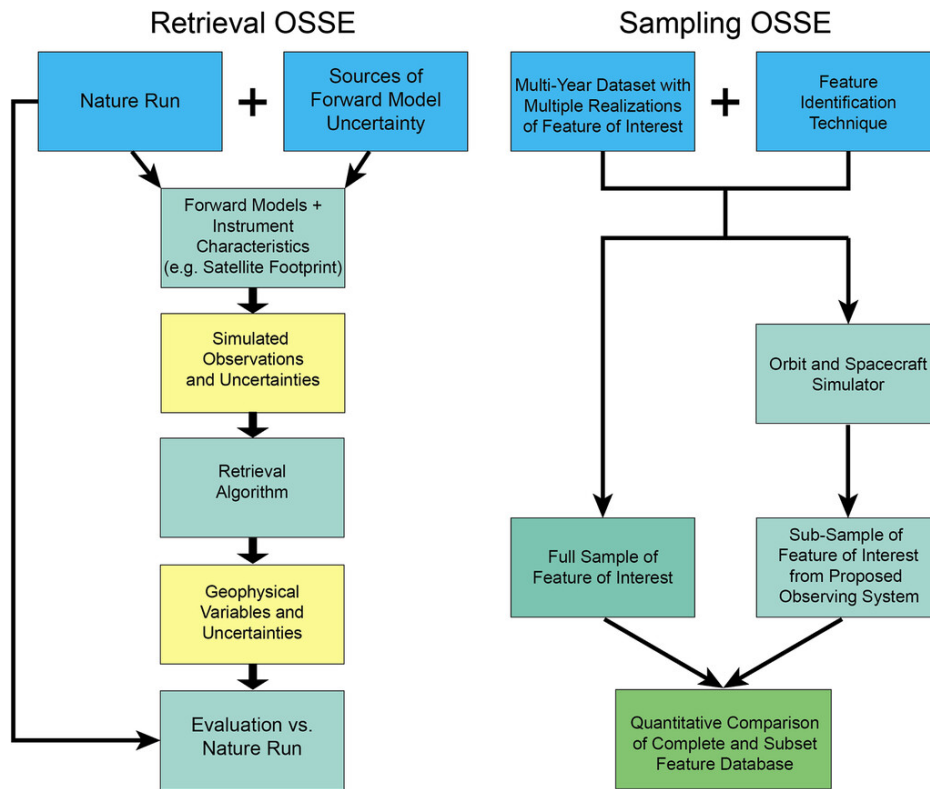 Retrieval OSSE
Nature Run
+
Sources of
Forward Model
Uncertainty
Forward Models +
Instrument
Characteristics
(e.g. Satellite Footprint)
Simulated
Observations
and Uncertainties
Retrieval
Algorithm
Geophysical
Variables and
Uncertainties
Evaluation vs.
Nature Run
Sampling OSSE
Multi-Year Dataset with
Multiple Realizations
of Feature of Interest
+
Feature
Identification
Technique
Orbit and Spacecraft
Simulator
Full Sample of
Feature of Interest
Sub-Sample of
Feature of Interest
from Proposed
Observing System
Quantitative Comparison
of Complete and Subset
Feature Database